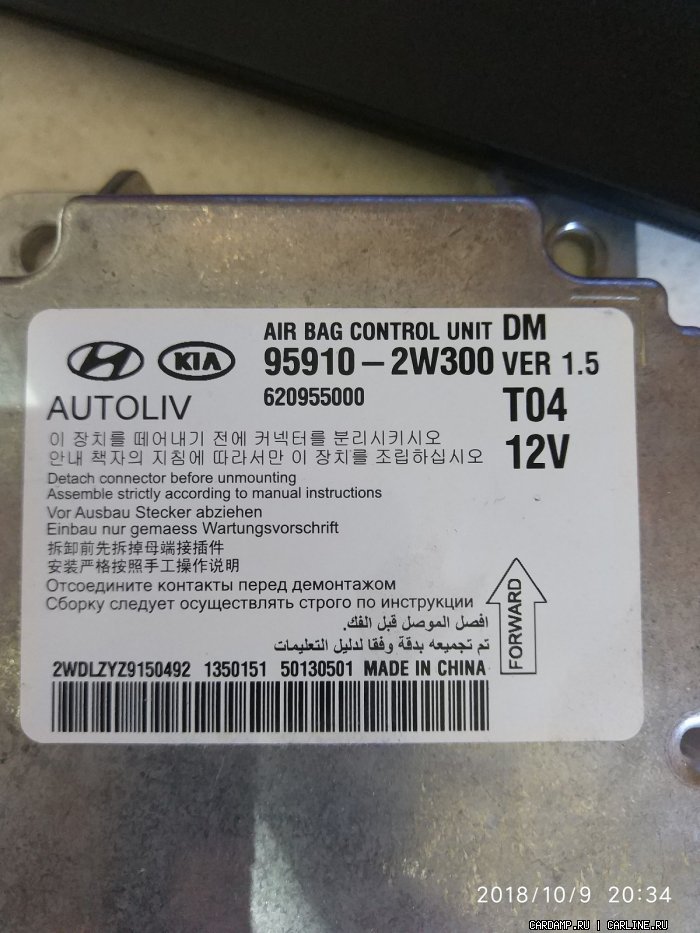 AIR BAG CONTROL UNIT DM
KIA 95910-2W300 VER 1.5
AUTOLIV 620955000 T04
12V
이 장치를 떼어내기 전에 커넥터를 분리시키시오
안내 책자의 지침에 따라서만 이 장치를 조립하십시오
Detach connector before unmounting
Assemble strictly according to manual instructions
Vor Ausbau Stecker abziehen
Einbau nur gemaess Wartungsvorschrift
拆卸前先拆掉母端接插件
安装严格按照手工操作说明
Отсоедините контакты перед демонтажом
Сборку следует осуществлять строго по инструкции
افصل الموصل قبل الفك.
تم تجميعه بدقة وفقا لدليل التعليمات
FORWARD
2WDLZYZ9150492 1350151 50130501 MADE IN CHINA
2018/10/9 20:34
CARDAMP.RU | CARLINE.RU